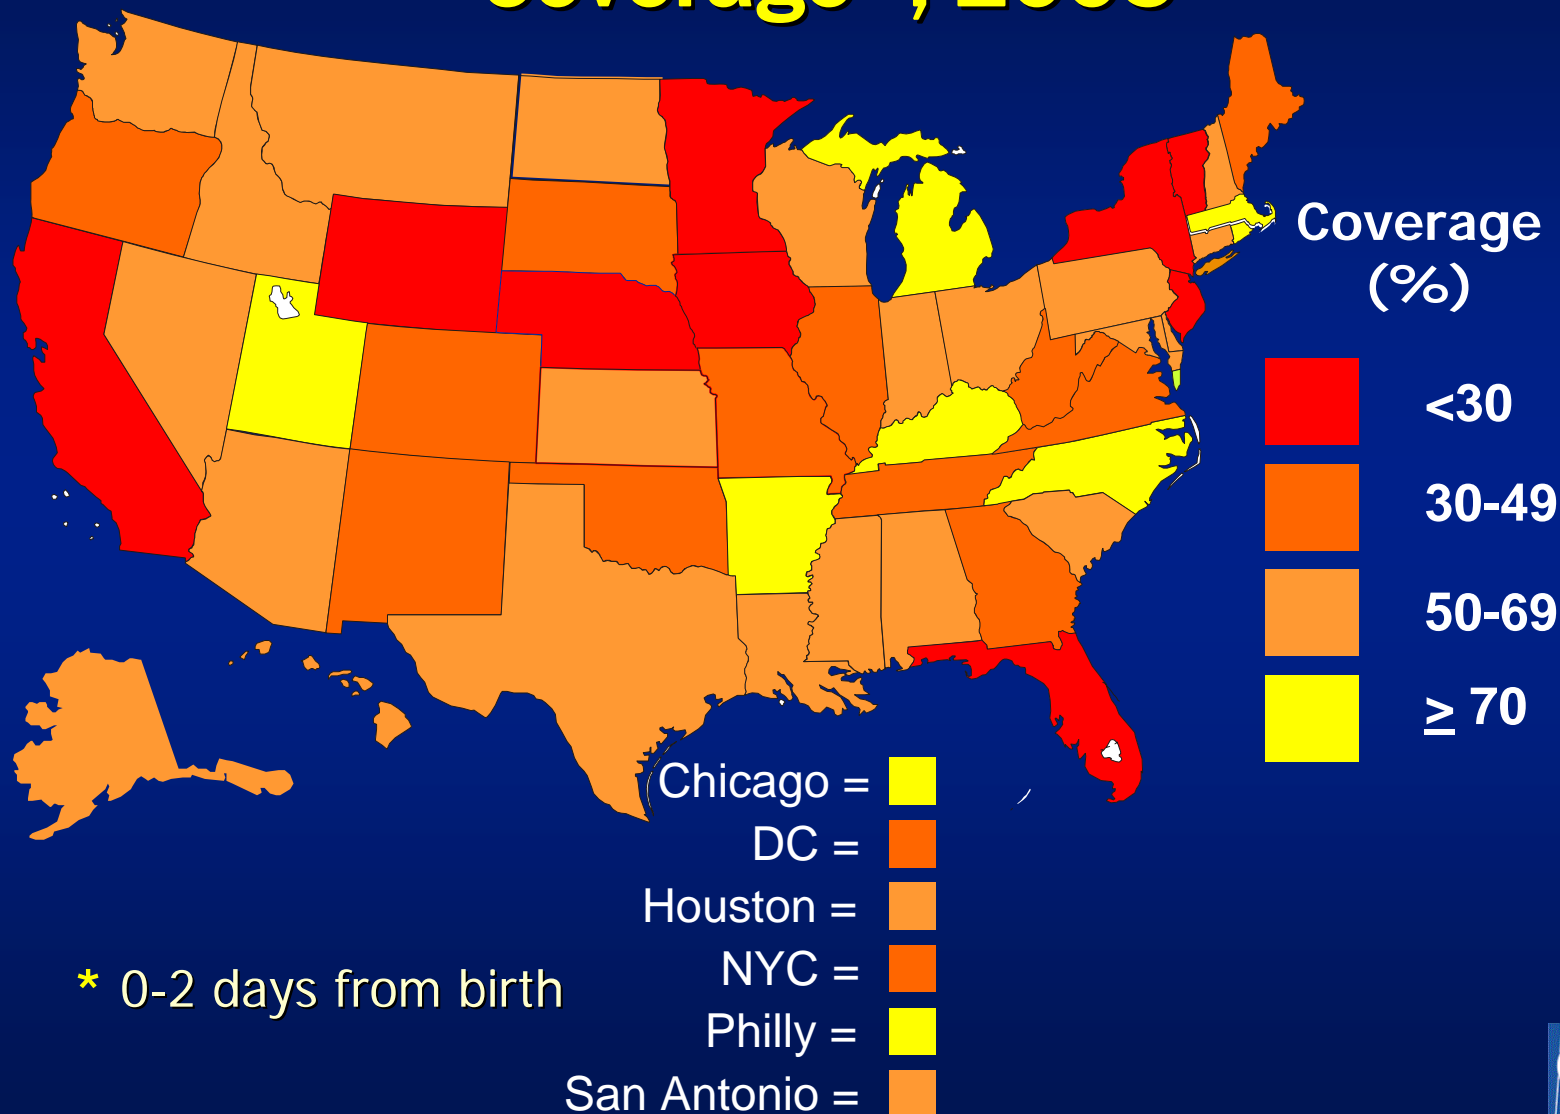 Coverage
(%)
<30
30-49
50-69
≥ 70
Chicago =
DC =
Houston =
NYC =
Philly =
San Antonio =
* 0-2 days from birth